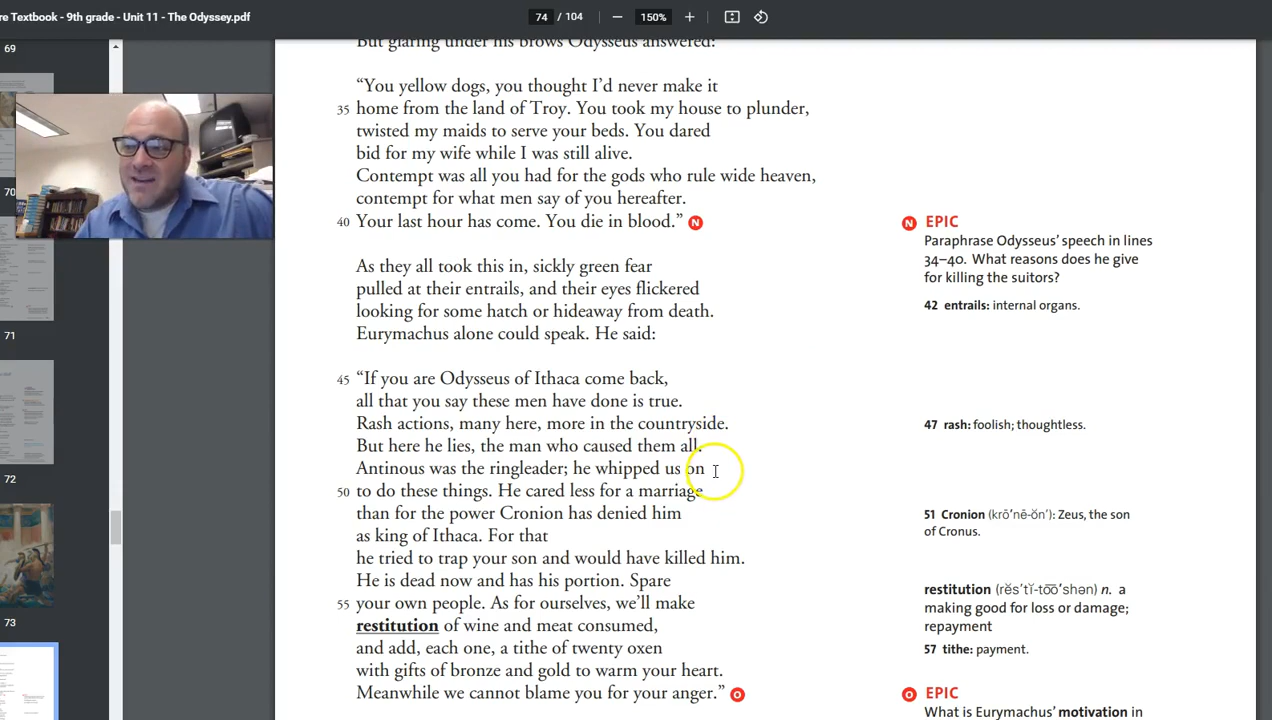 re Textbook - 9th grade - Unit 11 - The Odyssey.pdf
74 / 104
150%
69
70
71
72
73
But glaring under his brows Odysseus answered:
“You yellow dogs, you thought I’d never make it
35 home from the land of Troy. You took my house to plunder,
twisted my maids to serve your beds. You dared
bid for my wife while I was still alive.
Contempt was all you had for the gods who rule wide heaven,
contempt for what men say of you hereafter.
40 Your last hour has come. You die in blood.” N
As they all took this in, sickly green fear
pulled at their entrails, and their eyes flickered
looking for some hatch or hideaway from death.
Eurymachus alone could speak. He said:
“If you are Odysseus of Ithaca come back,
45
all that you say these men have done is true.
Rash actions, many here, more in the countryside.
But here he lies, the man who caused them all.
Antinous was the ringleader; he whipped us on
50 to do these things. He cared less for a marriage
than for the power Cronion has denied him
as king of Ithaca. For that
he tried to trap your son and would have killed him.
He is dead now and has his portion. Spare
55 your own people. As for ourselves, we’ll make
restitution of wine and meat consumed,
and add, each one, a tithe of twenty oxen
with gifts of bronze and gold to warm your heart.
Meanwhile we cannot blame you for your anger.” O
N EPIC
Paraphrase Odysseus’ speech in lines
34–40. What reasons does he give
for killing the suitors?
42 entrails: internal organs.
47 rash: foolish; thoughtless.
51 Cronion (krō′nē-ŏn′): Zeus, the son
of Cronus.
restitution (rĕs′tĭ-to͞o′shən) n. a
making good for loss or damage;
repayment
57 tithe: payment.
O EPIC
What is Eurymachus’ motivation in